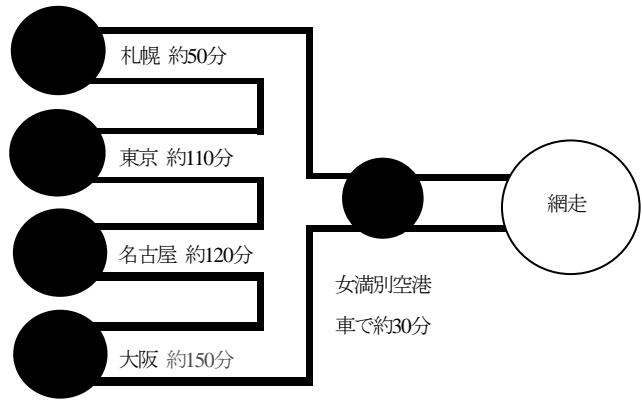 札幌 約50分
東京 約110分
名古屋 約120分
大阪 約150分
女満別空港
車で約30分
網走